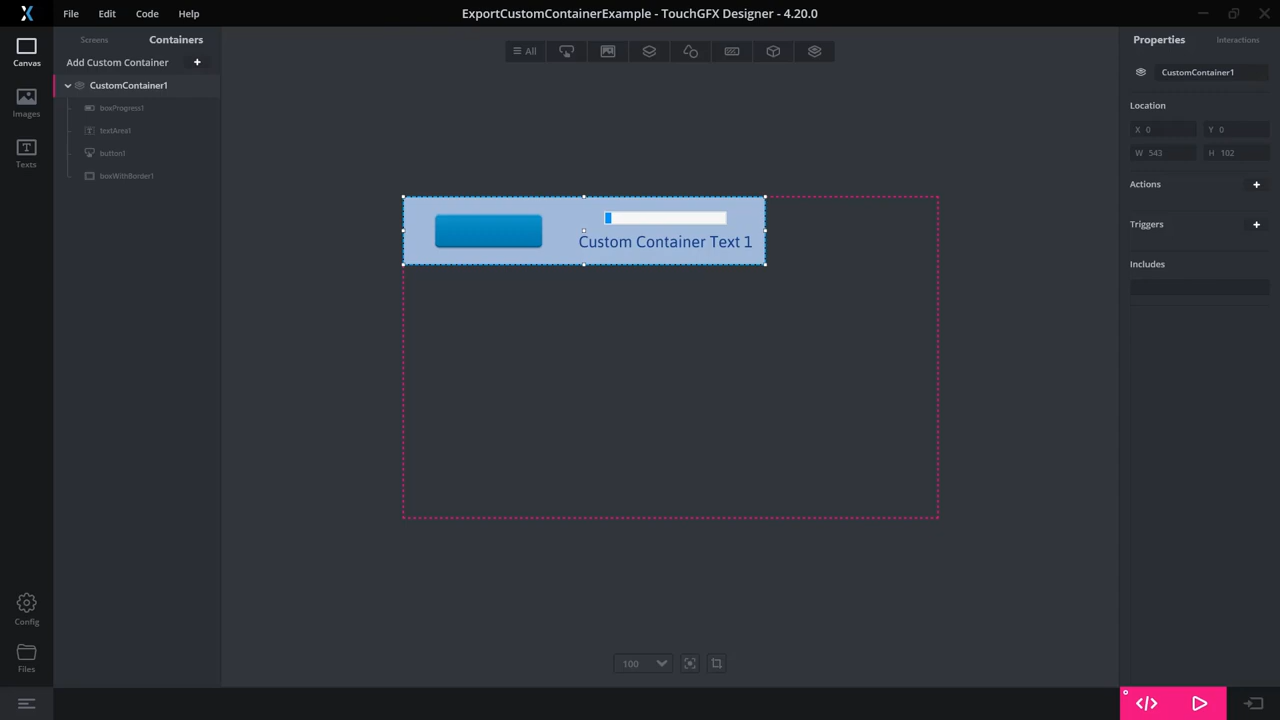 File Edit Code Help ExportCustomContainerExample - TouchGFX Designer - 4.20.0
Canvas
Images
Texts
Config
Files
Screens Containers
Add Custom Container +
CustomContainer1
boxProgress1
textArea1
button1
boxWithBorder1
All
Custom Container Text 1
100
Properties Interactions
CustomContainer1
Location
X 0 Y 0
W 543 H 102
Actions +
Triggers +
Includes